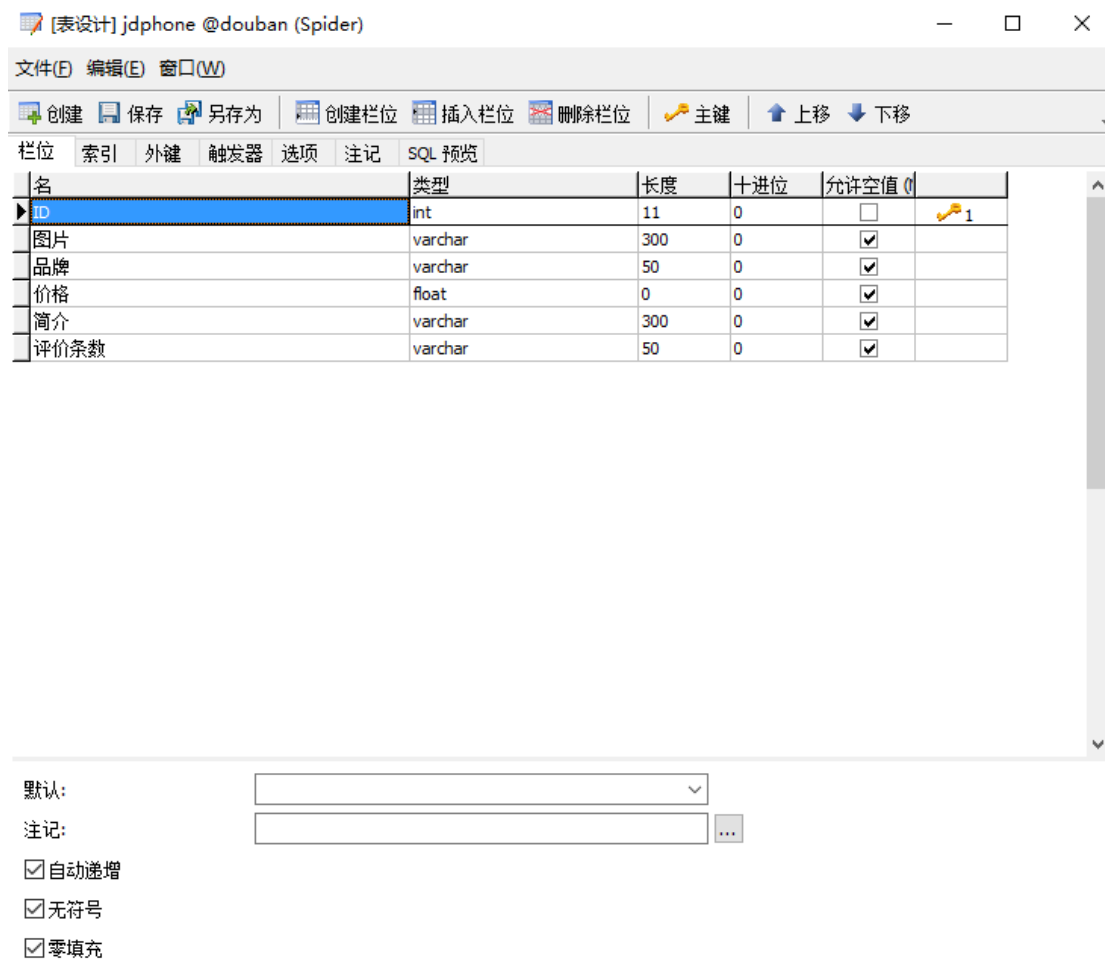 [表设计] jdphone @douban (Spider)
文件(F) 编辑(E) 窗口(W)
创建 保存 另存为 创建栏位 插入栏位 删除栏位 主键 上移 下移
栏位 索引 外键 触发器 选项 注记 SQL 预览
名 类型 长度 十进位 允许空值 (
ID int 11 0 1
图片 varchar 300 0
品牌 varchar 50 0
价格 float 0 0
简介 varchar 300 0
评价条数 varchar 50 0
默认:
注记: ...
自动递增
无符号
零填充